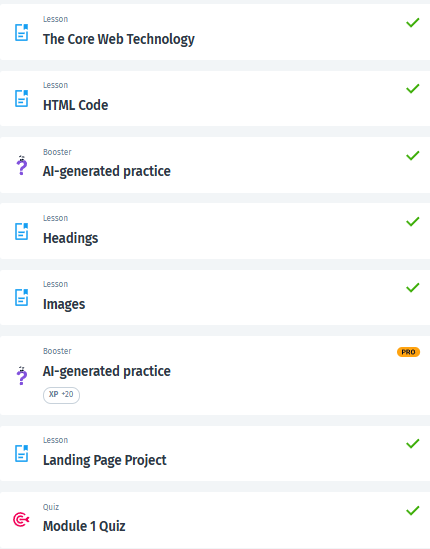 Lesson
The Core Web Technology
Lesson
HTML Code
Booster
AI-generated practice
Lesson
Headings
Lesson
Images
Booster
PRO
AI-generated practice
XP +20
Lesson
Landing Page Project
Quiz
Module 1 Quiz